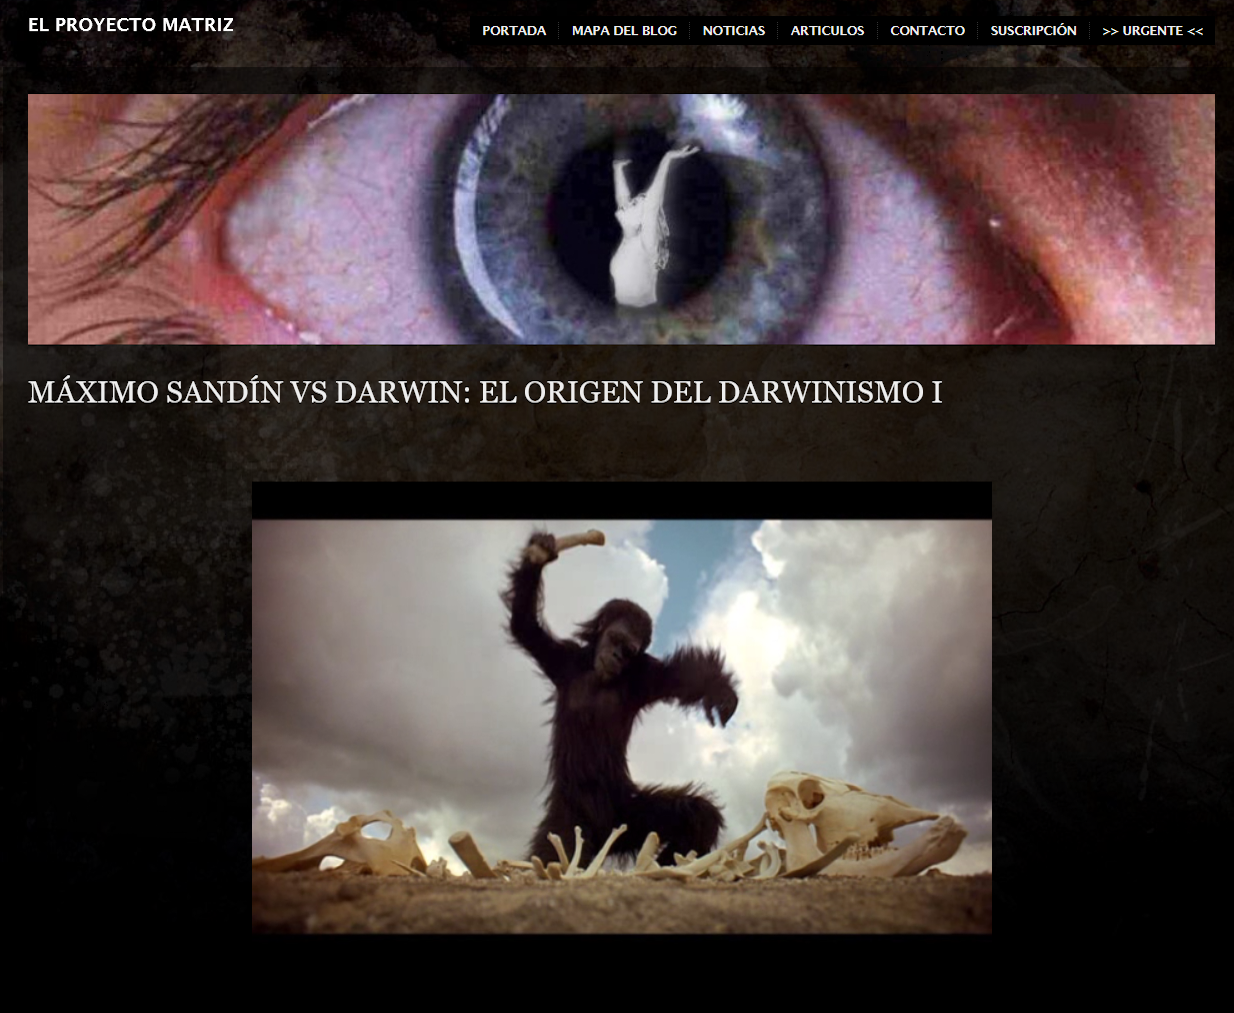 EL PROYECTO MATRIZ
PORTADA MAPA DEL BLOG NOTICIAS ARTICULOS CONTACTO SUSCRIPCIÓN >> URGENTE <<
MÁXIMO SANDÍN VS DARWIN: EL ORIGEN DEL DARWINISMO I